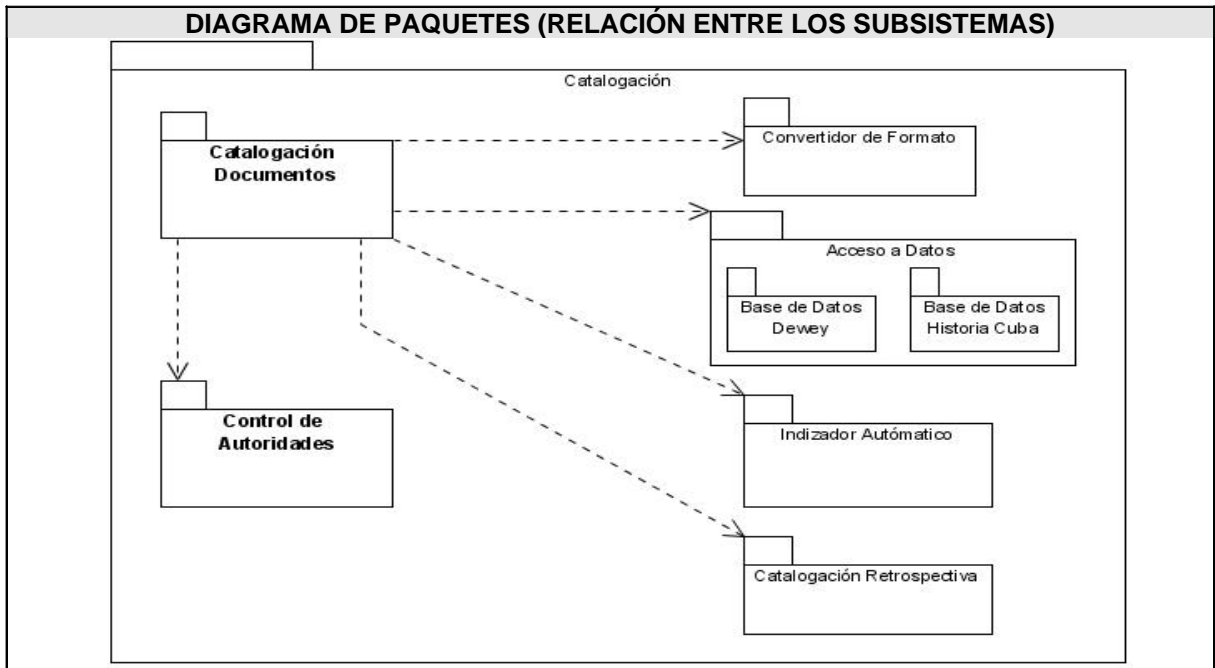 DIAGRAMA DE PAQUETES (RELACIÓN ENTRE LOS SUBSISTEMAS)
Catalogación
Catalogación
Documentos
Convertidor de Formato
Acceso a Datos
Base de Datos
Dewey
Base de Datos
Historia Cuba
Control de
Autoridades
Indizador Autómatico
Catalogación Retrospectiva